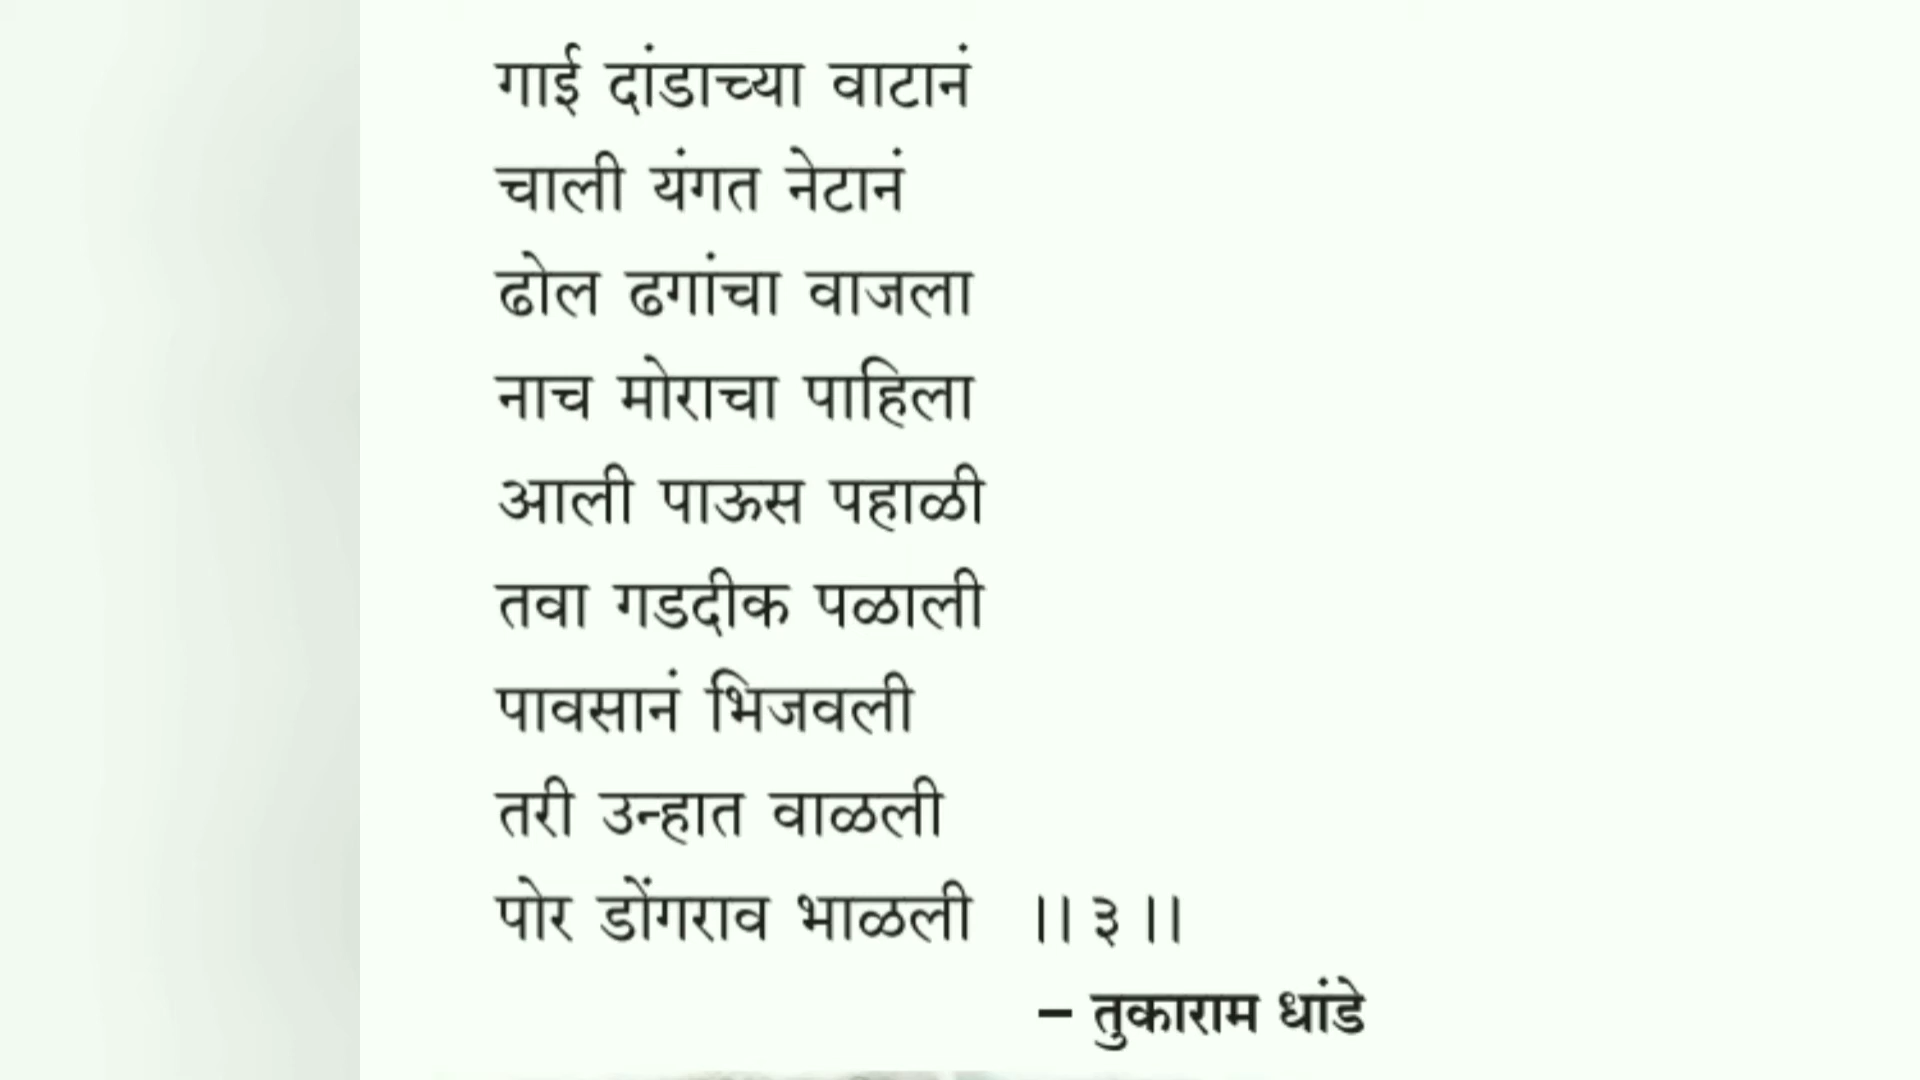 गाई दांडाच्या वाटानं
चाली यंगत नेटानं
ढोल ढगांचा वाजला
नाच मोराचा पाहिला
आली पाऊस पहाळी
तवा गडदीक पळाली
पावसानं भिजवली
तरी उन्हात वाळली
पोर डोंगराव भाळली ।। ३ ।।
– तुकाराम धांडे